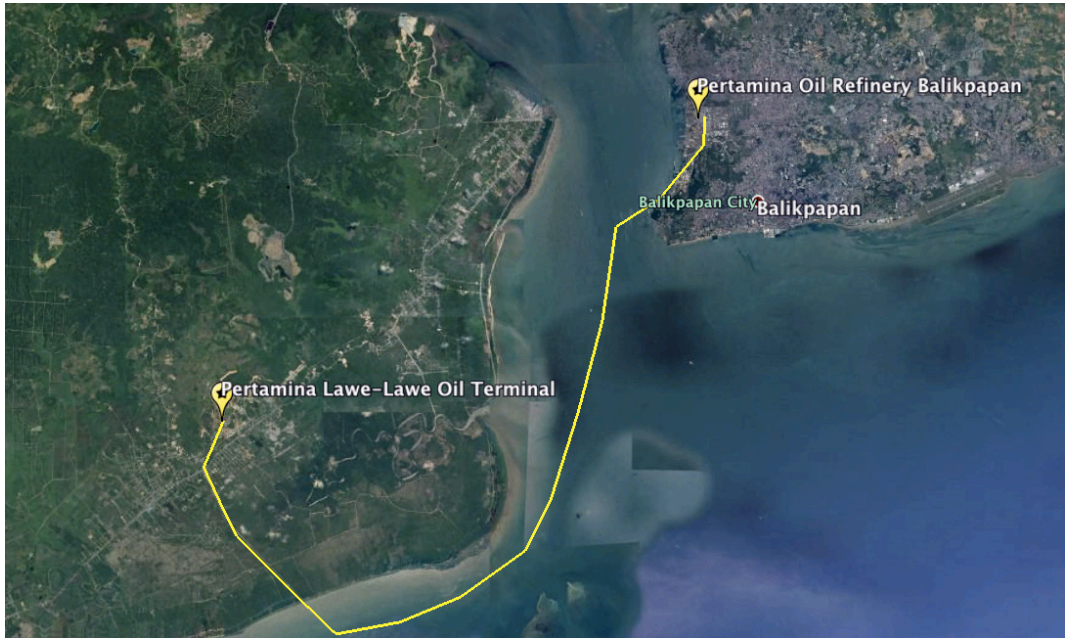 Pertamina Oil Refinery Balikpapan
Balikpapan City
Balikpapan
Pertamina Lawe-Lawe Oil Terminal